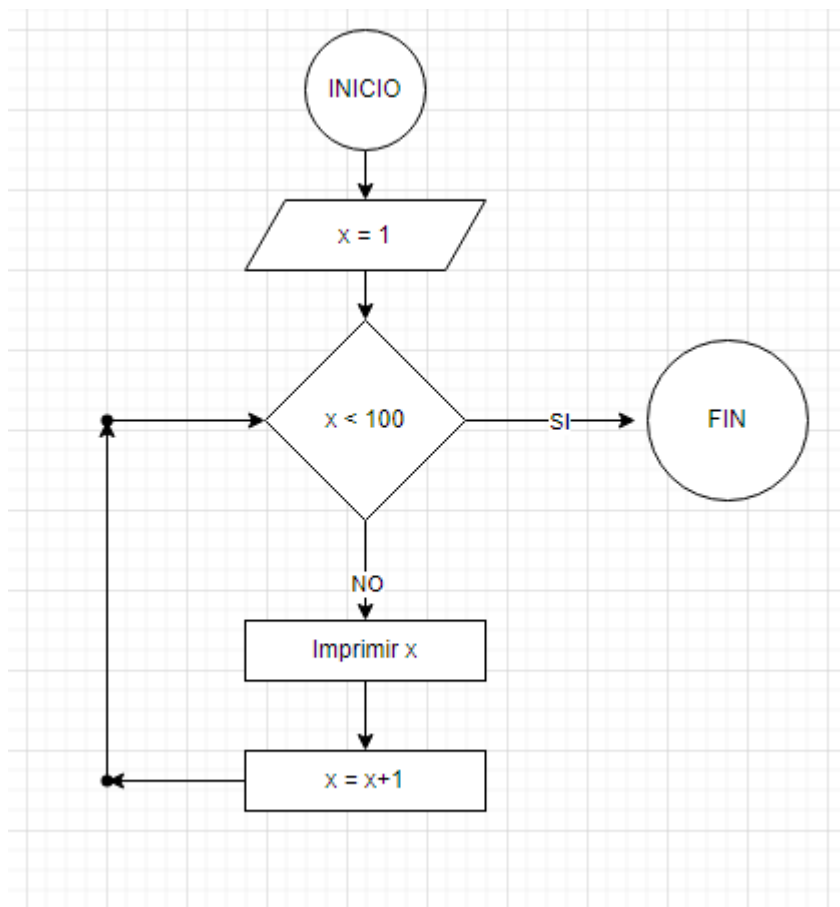 INICIO
x = 1
x < 100
SI
FIN
NO
Imprimir x
x = x+1